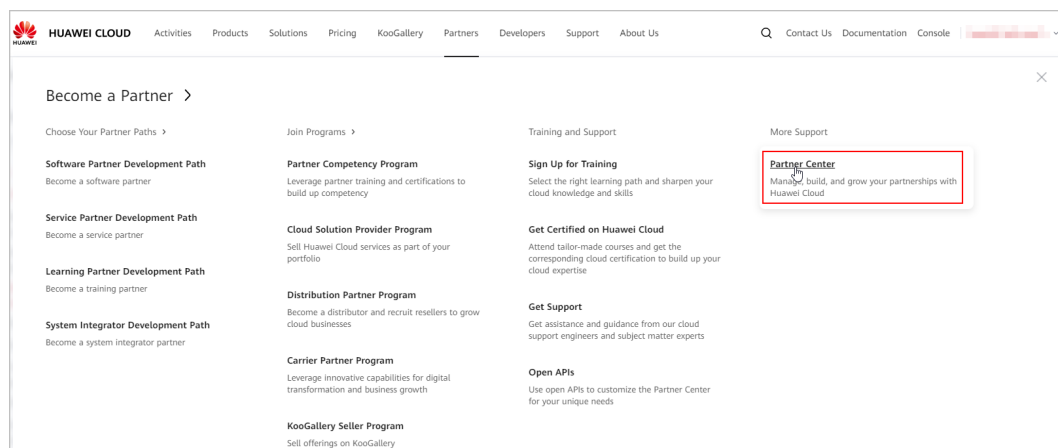 HUAWEI
HUAWEI CLOUD
Activities
Products
Solutions
Pricing
KooGallery
Partners
Developers
Support
About Us
Contact Us
Documentation
Console
Become a Partner >
Choose Your Partner Paths >
Software Partner Development Path
Become a software partner
Service Partner Development Path
Become a service partner
Learning Partner Development Path
Become a training partner
System Integrator Development Path
Become a system integrator partner
Join Programs >
Partner Competency Program
Leverage partner training and certifications to
build up competency
Cloud Solution Provider Program
Sell Huawei Cloud services as part of your
portfolio
Distribution Partner Program
Become a distributor and recruit resellers to grow
cloud businesses
Carrier Partner Program
Leverage innovative capabilities for digital
transformation and business growth
KooGallery Seller Program
Sell offerings on KooGallery
Training and Support
Sign Up for Training
Select the right learning path and sharpen your
cloud knowledge and skills
Get Certified on Huawei Cloud
Attend tailor-made courses and get the
corresponding cloud certification to build up your
cloud expertise
Get Support
Get assistance and guidance from our cloud
support engineers and subject matter experts
Open APIs
Use open APIs to customize the Partner Center
for your unique needs
More Support
Partner Center
Manage, build, and grow your partnerships with
Huawei Cloud